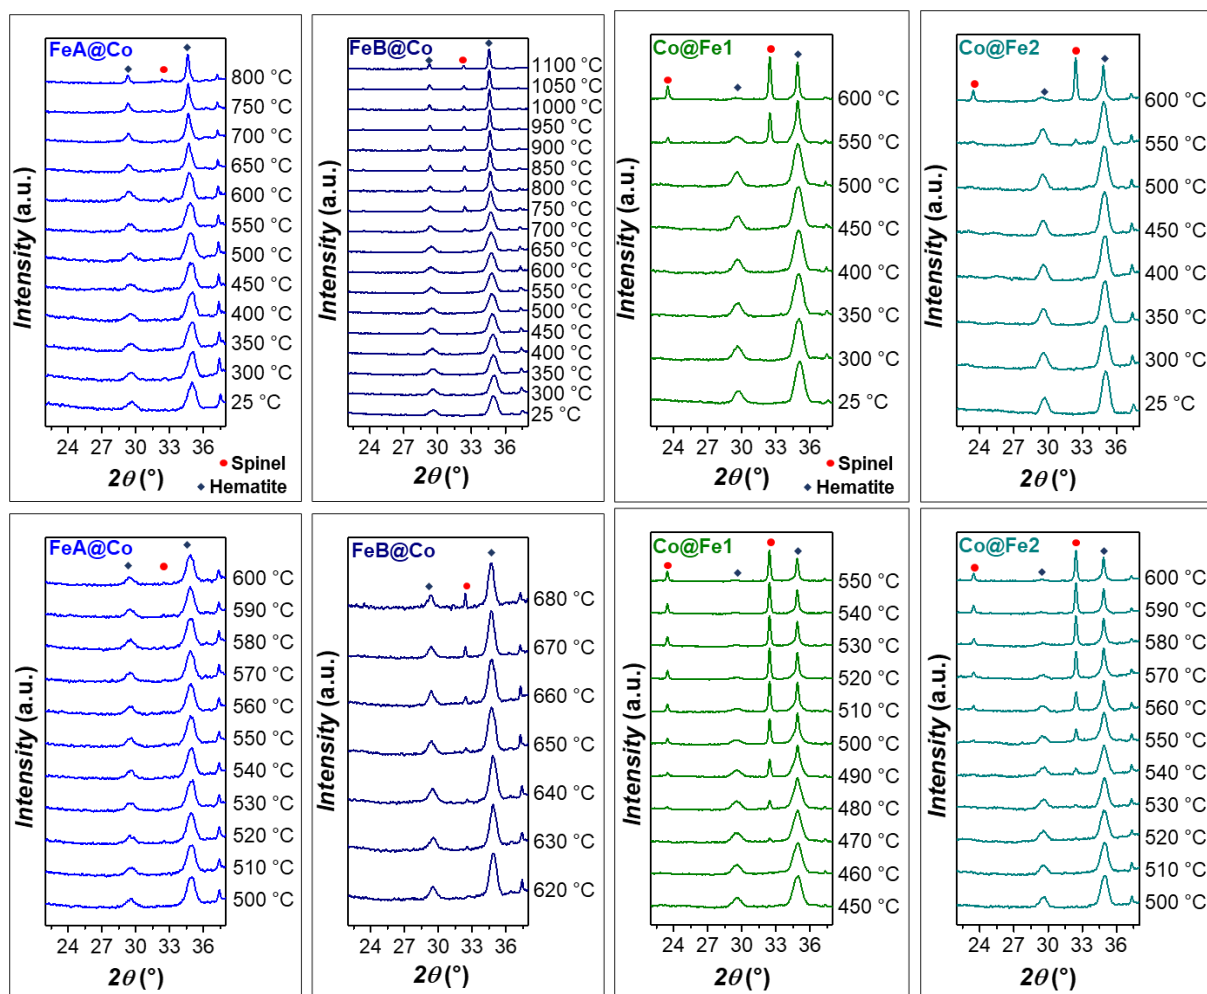 FeA@Co
800 °C
750 °C
700 °C
650 °C
600 °C
550 °C
500 °C
450 °C
400 °C
350 °C
300 °C
25 °C
Intensity (a.u.)
24 27 30 33 36
2θ (°)
Spinel
Hematite
FeB@Co
1100 °C
1050 °C
1000 °C
950 °C
900 °C
850 °C
800 °C
750 °C
700 °C
650 °C
600 °C
550 °C
500 °C
450 °C
400 °C
350 °C
300 °C
25 °C
Intensity (a.u.)
24 27 30 33 36
2θ (°)
Co@Fe1
600 °C
550 °C
500 °C
450 °C
400 °C
350 °C
300 °C
25 °C
Intensity (a.u.)
24 27 30 33 36
2θ (°)
Spinel
Hematite
Co@Fe2
600 °C
550 °C
500 °C
450 °C
400 °C
350 °C
300 °C
25 °C
Intensity (a.u.)
24 27 30 33 36
2θ (°)
FeA@Co
600 °C
590 °C
580 °C
570 °C
560 °C
550 °C
540 °C
530 °C
520 °C
510 °C
500 °C
Intensity (a.u.)
24 27 30 33 36
2θ (°)
FeB@Co
680 °C
670 °C
660 °C
650 °C
640 °C
630 °C
620 °C
Intensity (a.u.)
24 27 30 33 36
2θ (°)
Co@Fe1
550 °C
540 °C
530 °C
520 °C
510 °C
500 °C
490 °C
480 °C
470 °C
460 °C
450 °C
Intensity (a.u.)
24 27 30 33 36
2θ (°)
Co@Fe2
600 °C
590 °C
580 °C
570 °C
560 °C
550 °C
540 °C
530 °C
520 °C
510 °C
500 °C
Intensity (a.u.)
24 27 30 33 36
2θ (°)